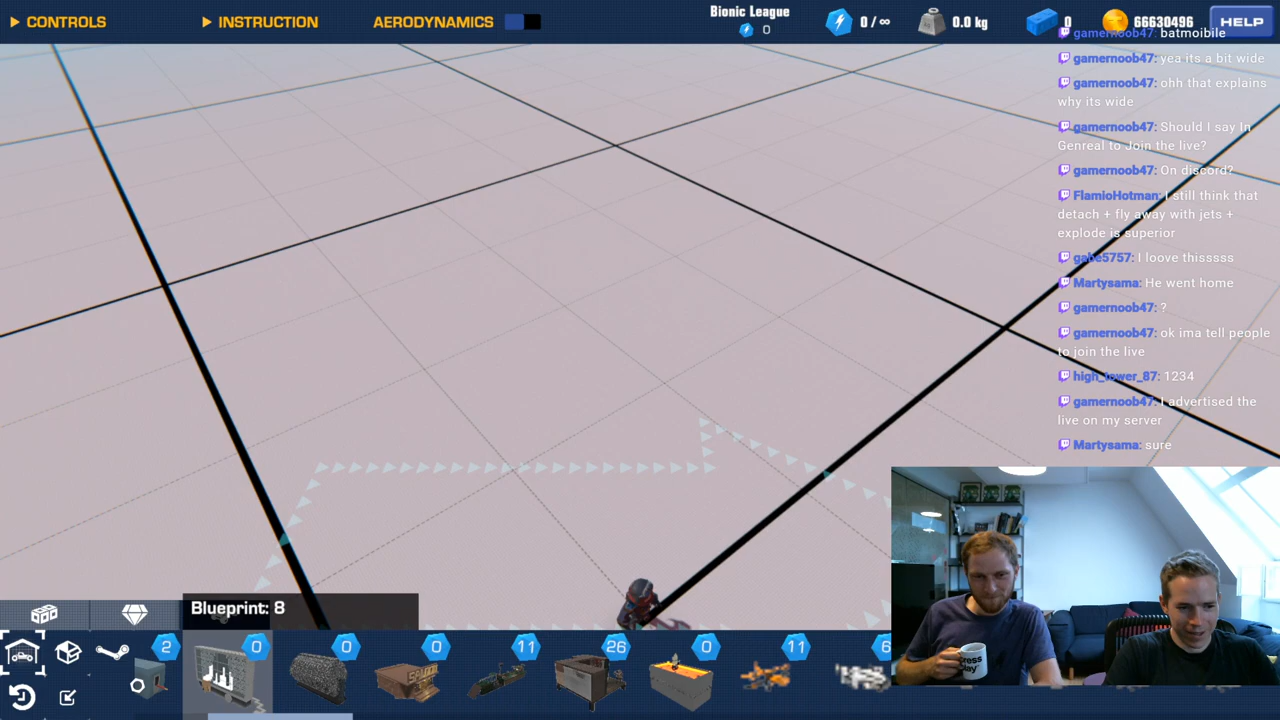 CONTROLS
INSTRUCTION
AERODYNAMICS
Bionic League
0
0 / ∞
0.0 kg
0
66630496
HELP
gamernoob47: batmoibile
gamernoob47: yea its a bit wide
gamernoob47: ohh that explains
why its wide
gamernoob47: Should I say In
Genreal to Join the live?
gamernoob47: On discord?
FlamioHotman: I still think that
detach + fly away with jets +
explode is superior
gabe5757: I loove thisssss
Martysama: He went home
gamernoob47: ?
gamernoob47: ok ima tell people
to join the live
high_tower_87: 1234
gamernoob47: I advertised the
live on my server
Martysama: sure
Blueprint: 8
2
0
0
0
11
26
0
11
6